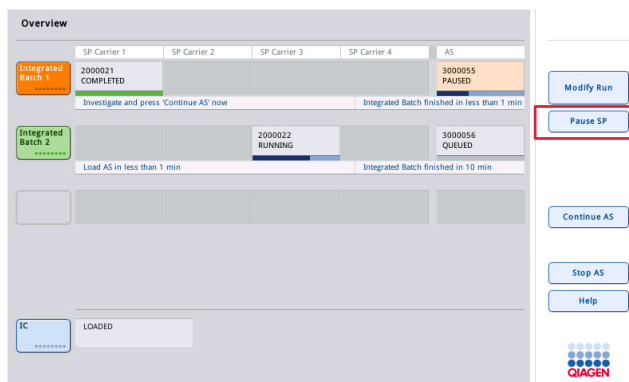 Overview
SP Carrier 1 SP Carrier 2 SP Carrier 3 SP Carrier 4 AS
Integrated
Batch 1
********
2000021
COMPLETED
3000055
PAUSED
Investigate and press 'Continue AS' now
Integrated Batch finished in less than 1 min
Integrated
Batch 2
********
2000022
RUNNING
3000056
QUEUED
Load AS in less than 1 min
Integrated Batch finished in 10 min
IC
********
LOADED
Modify Run
Pause SP
Continue AS
Stop AS
Help
QIAGEN